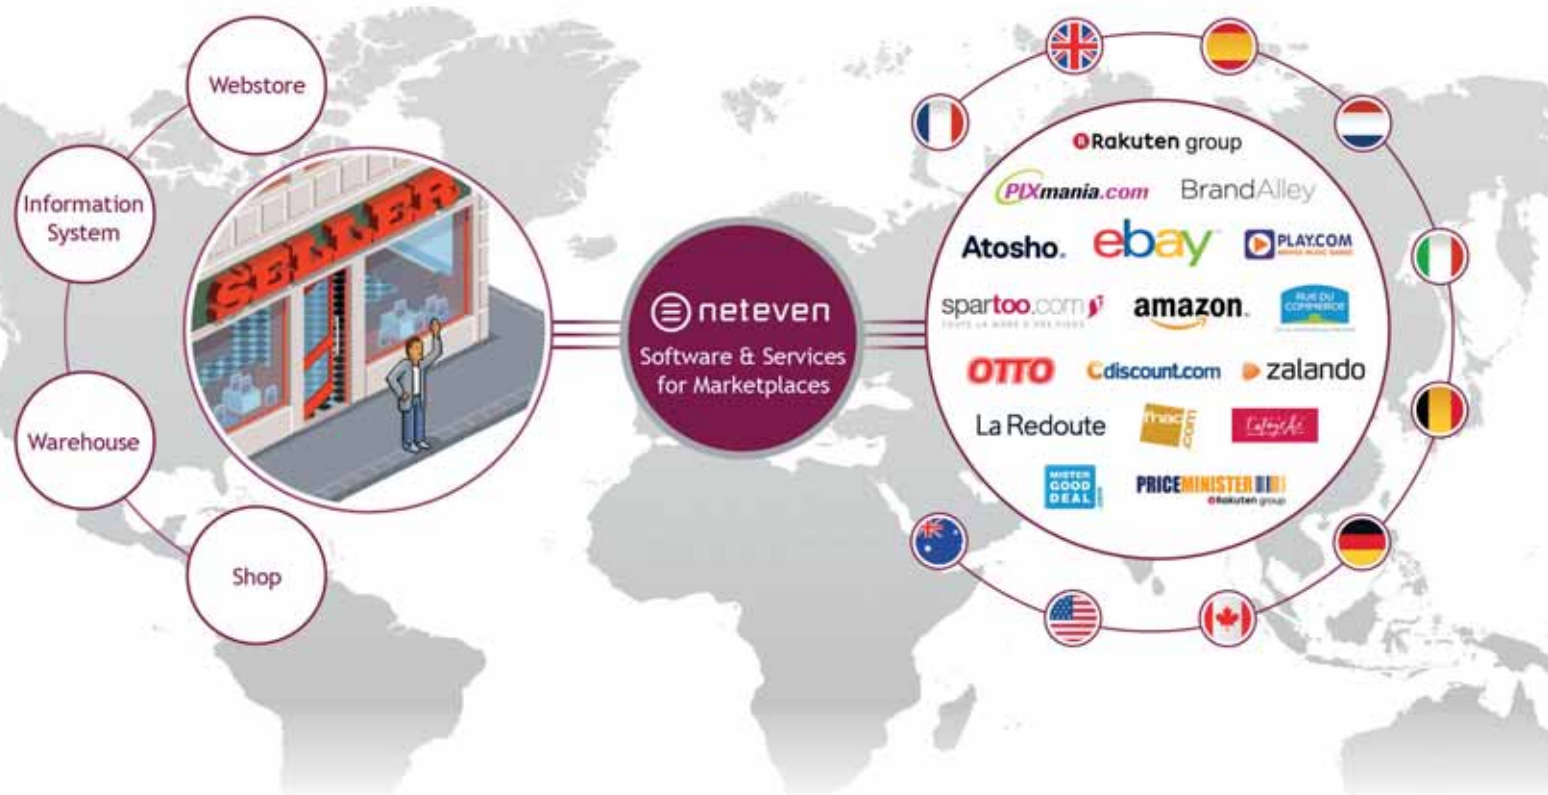 Webstore
Information
System
Warehouse
Shop
SELLER
neteven
Software & Services
for Marketplaces
Rakuten group
PIXmania.com
BrandAlley
Atosho.
ebay
PLAY.COM
spartoo.com
amazon.
RUE DU
COMMERCE
OTTO
Cdiscount.com
zalando
La Redoute
fnac
.com
MISTER
GOOD
DEAL
.com
PRICEMINISTER
Rakuten group